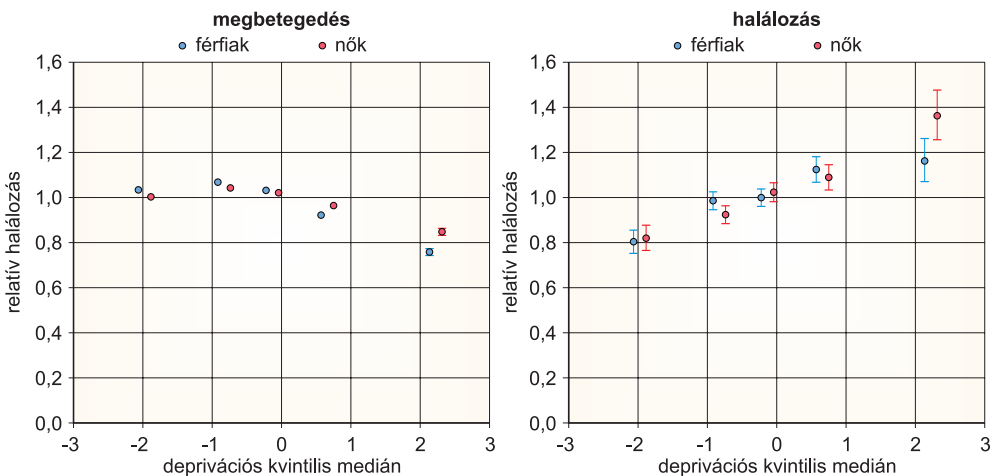 megbetegedés
férfiak nők
1,6
1,4
1,2
1,0
0,8
0,6
0,4
0,2
0,0
relatív halálozás
-3 -2 -1 0 1 2 3
deprivációs kvintilis medián
halálozás
férfiak nők
1,6
1,4
1,2
1,0
0,8
0,6
0,4
0,2
0,0
relatív halálozás
-3 -2 -1 0 1 2 3
deprivációs kvintilis medián